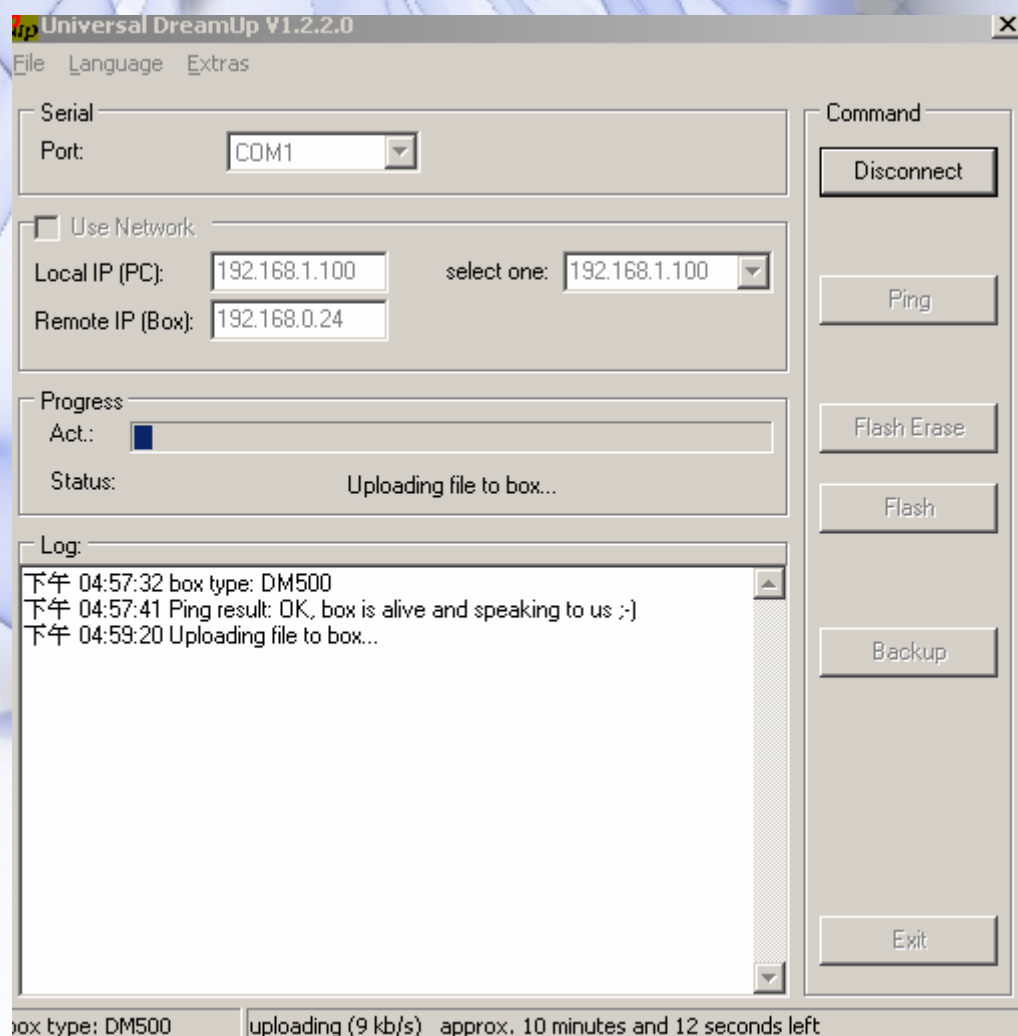 Up Universal DreamUp V1.2.2.0
File Language Extras
Serial
Port: COM1
Use Network
Local IP (PC): 192.168.1.100 select one: 192.168.1.100
Remote IP (Box): 192.168.0.24
Progress
Act.:
Status: Uploading file to box...
Log:
下午 04:57:32 box type: DM500
下午 04:57:41 Ping result: OK, box is alive and speaking to us ;-)
下午 04:59:20 Uploading file to box...
Command
Disconnect
Ping
Flash Erase
Flash
Backup
Exit
box type: DM500 uploading (9 kb/s) approx. 10 minutes and 12 seconds left